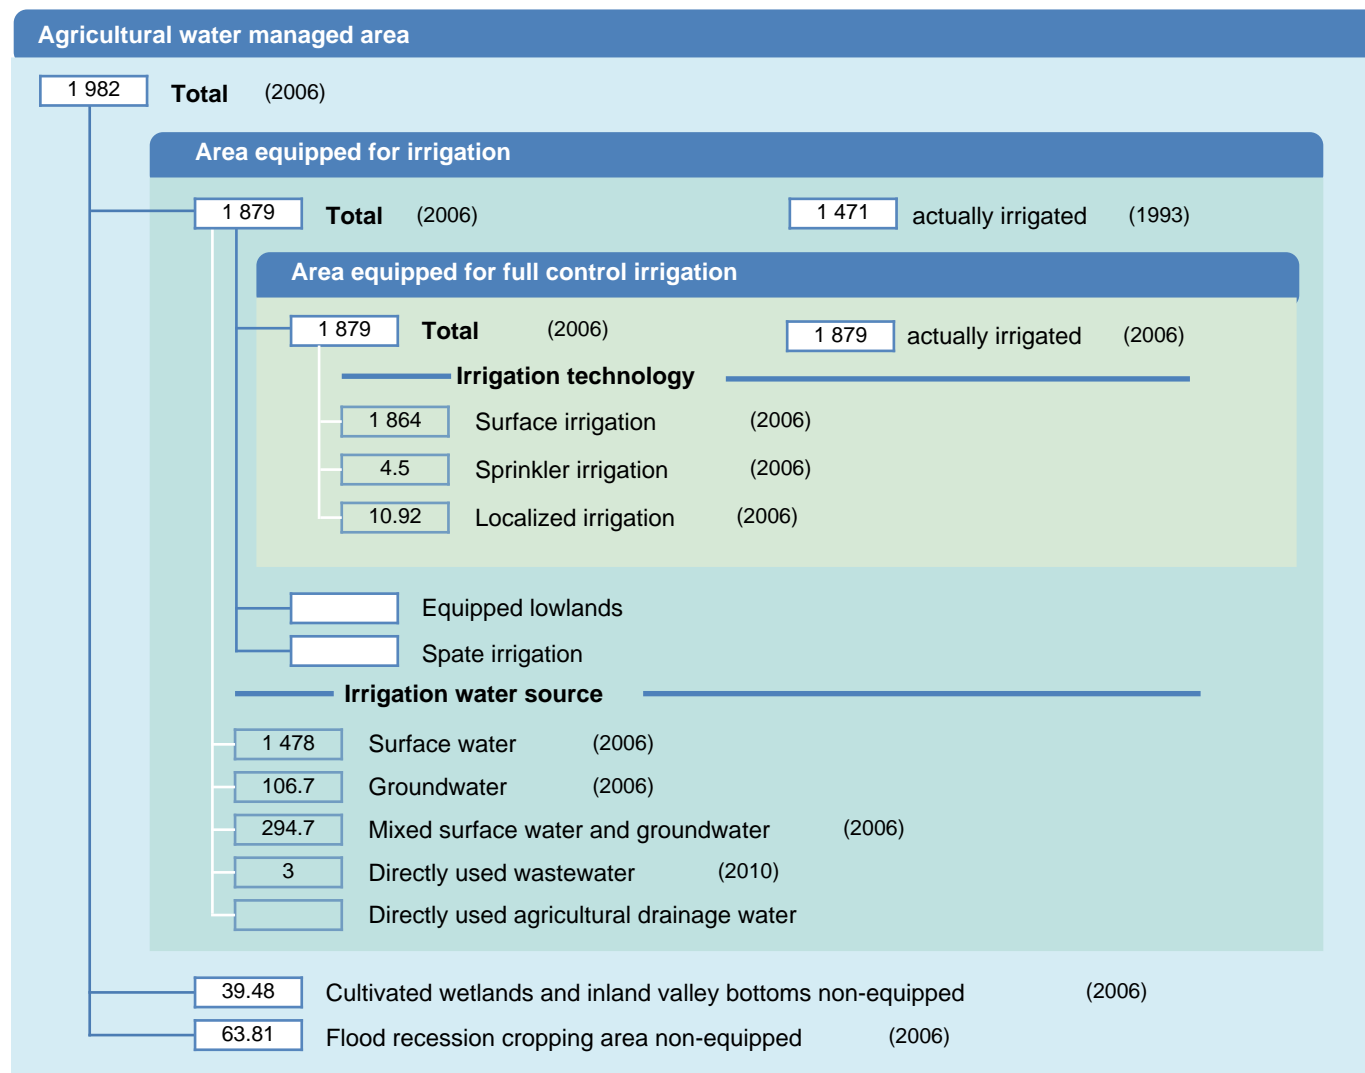 Agricultural water managed area
1 982 Total (2006)
Area equipped for irrigation
1 879 Total (2006) 1 471 actually irrigated (1993)
Area equipped for full control irrigation
1 879 Total (2006) 1 879 actually irrigated (2006)
Irrigation technology
1 864 Surface irrigation (2006)
4.5 Sprinkler irrigation (2006)
10.92 Localized irrigation (2006)
Equipped lowlands
Spate irrigation
Irrigation water source
1 478 Surface water (2006)
106.7 Groundwater (2006)
294.7 Mixed surface water and groundwater (2006)
3 Directly used wastewater (2010)
Directly used agricultural drainage water
39.48 Cultivated wetlands and inland valley bottoms non-equipped (2006)
63.81 Flood recession cropping area non-equipped (2006)